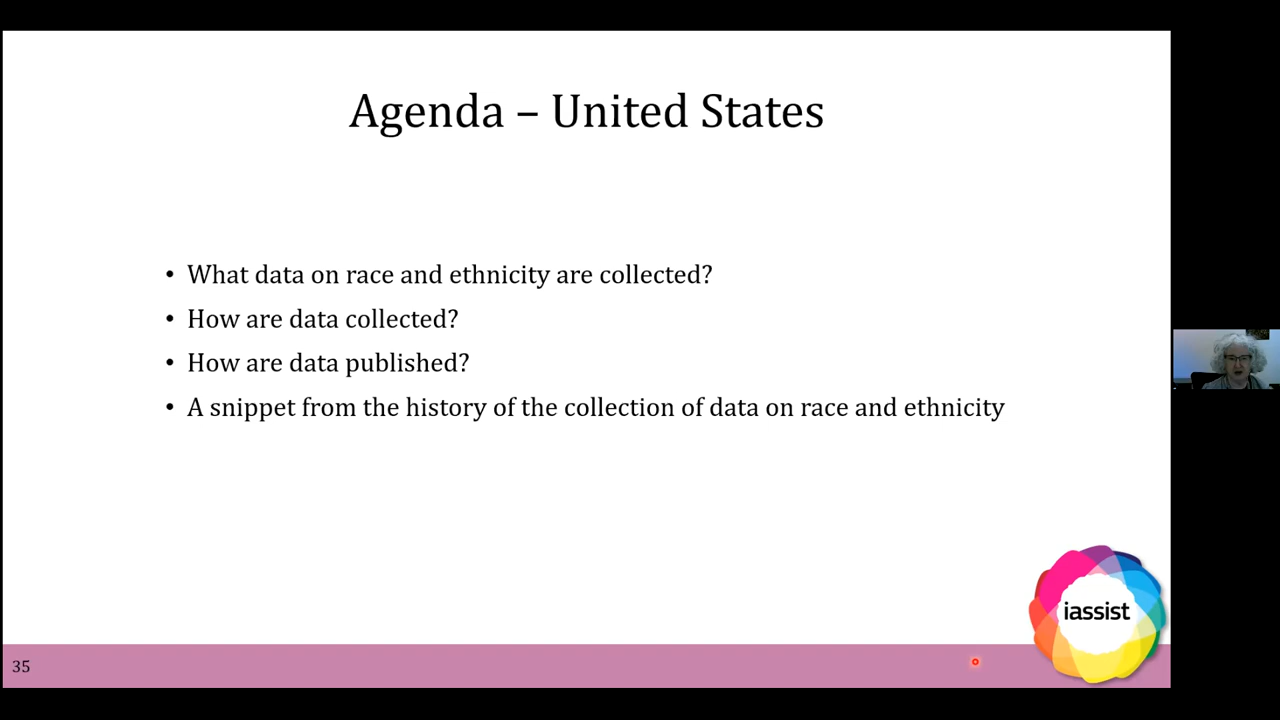 Agenda – United States
• What data on race and ethnicity are collected?
• How are data collected?
• How are data published?
• A snippet from the history of the collection of data on race and ethnicity
iassist
35